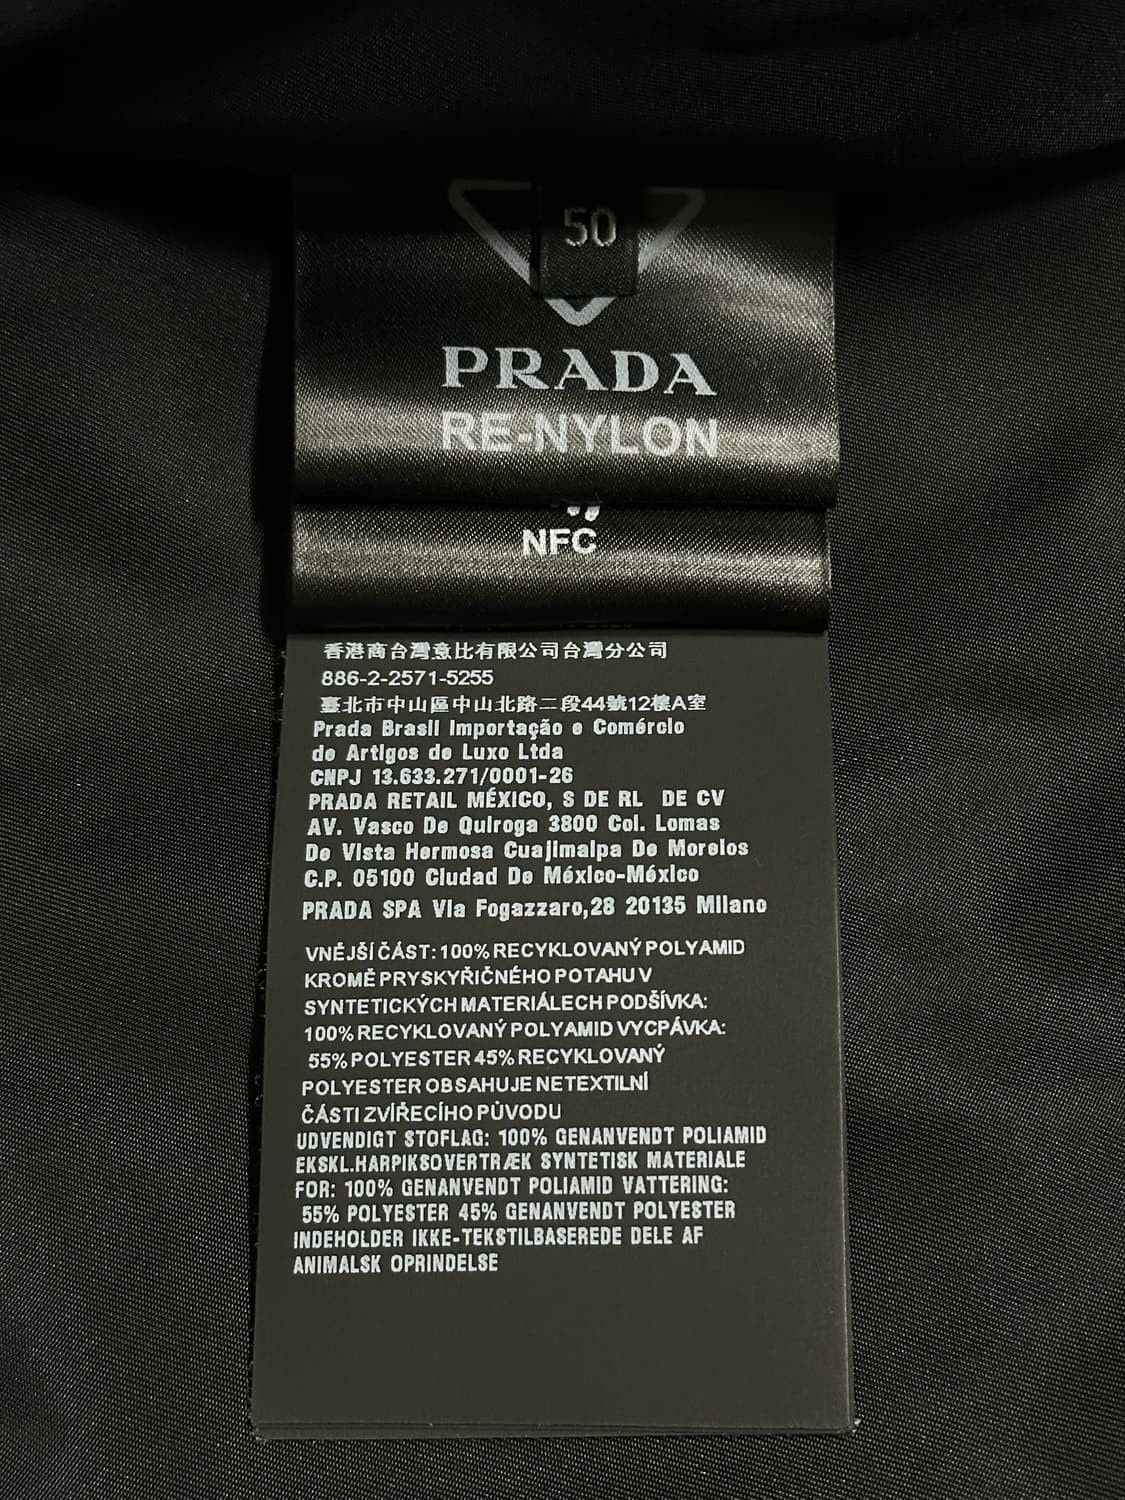 50
PRADA
RE-NYLON
NFC
香港商台灣意比有限公司台灣分公司
886-2-2571-5255
臺北市中山區中山北路二段44號12樓A室
Prada Brasil Importação e Comércio
de Artigos de Luxo Ltda
CNPJ 13.633.271/0001-26
PRADA RETAIL MÉXICO, S DE RL DE CV
AV. Vasco De Quiroga 3800 Col. Lomas
De Vista Hermosa Cuajimalpa De Morelos
C.P. 05100 Ciudad De México-México
PRADA SPA Via Fogazzaro,28 20135 Milano
VNĚJŠÍ ČÁST: 100% RECYKLOVANÝ POLYAMID
KROMĚ PRYSKYŘIČNÉHO POTAHU V
SYNTETICKÝCH MATERIÁLECH PODŠÍVKA:
100% RECYKLOVANÝ POLYAMID VYCPÁVKA:
55% POLYESTER 45% RECYKLOVANÝ
POLYESTER OBSAHUJE NETEXTILNÍ
ČÁSTI ZVÍŘECÍHO PŮVODU
UDVENDIGT STOFLAG: 100% GENANVENDT POLIAMID
EKSKL.HARPIKSOVERTRÆK SYNTETISK MATERIALE
FOR: 100% GENANVENDT POLIAMID VATTERING:
55% POLYESTER 45% GENANVENDT POLYESTER
INDEHOLDER IKKE-TEKSTILBASEREDE DELE AF
ANIMALSK OPRINDELSE